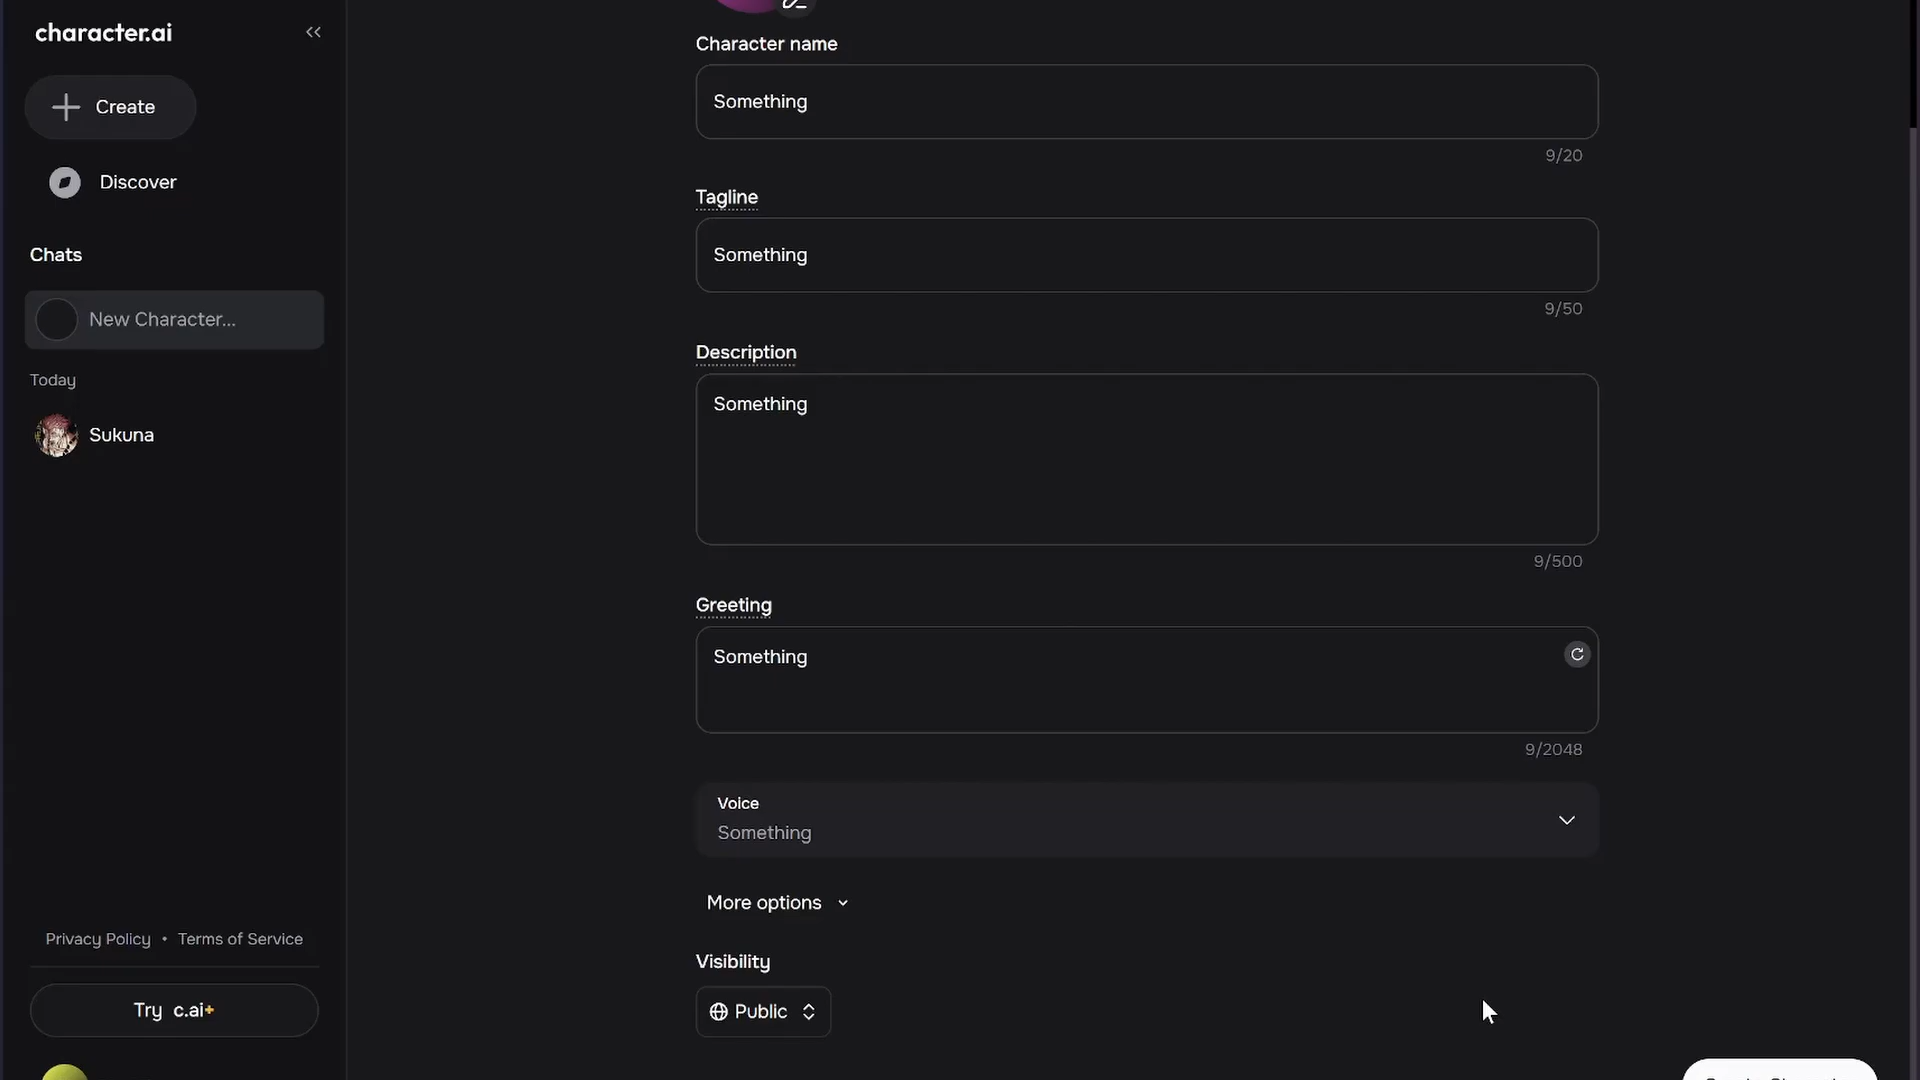 character.ai
Create
Discover
Chats
New Character...
Today
Sukuna
Privacy Policy • Terms of Service
Try c.ai+
Character name
Something
9/20
Tagline
Something
9/50
Description
Something
9/500
Greeting
Something
9/2048
Voice
Something
More options
Visibility
Public